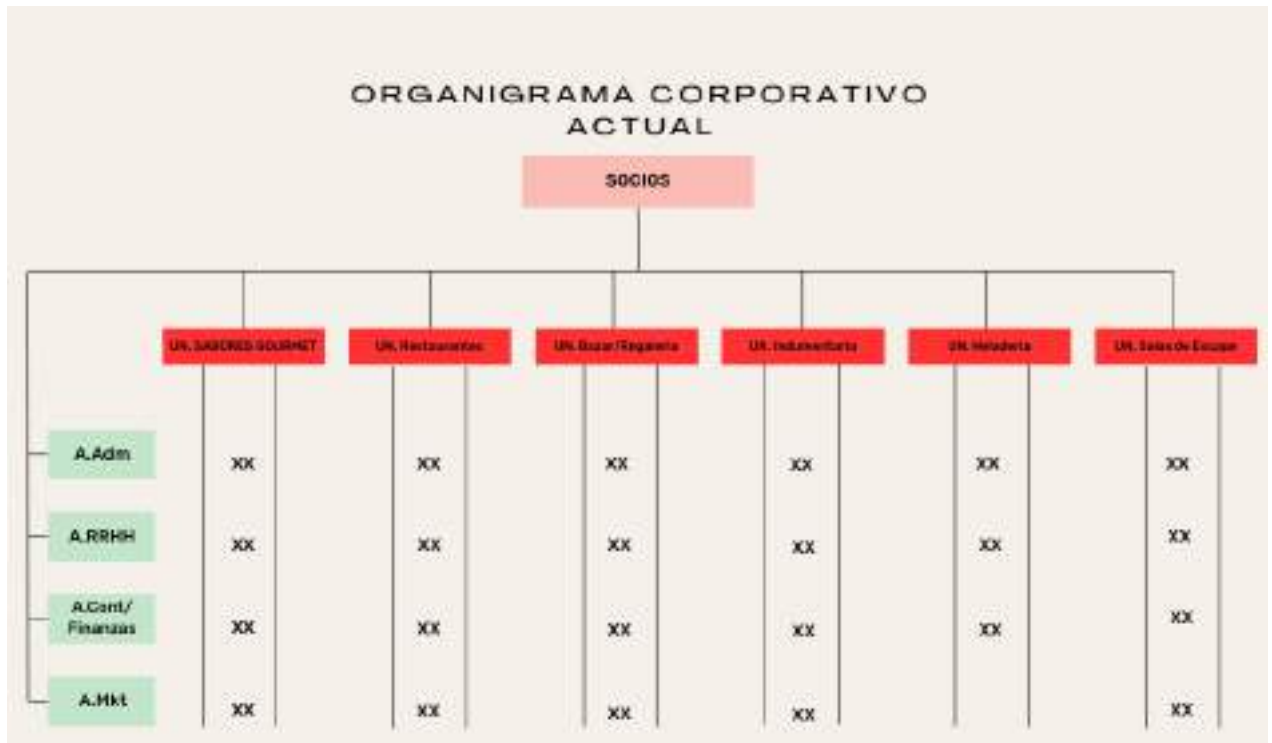 ORGANIGRAMA CORPORATIVO
ACTUAL
SOCIOS
UN. SABORES GOURMET
UN. Restaurantes
UN. Bazar/Regaleria
UN. Indumentaria
UN. Heladeria
UN. Salas de Escape
A.Adm
XX
XX
XX
XX
XX
XX
A.RRHH
XX
XX
XX
XX
XX
XX
A.Cont/
Finanzas
XX
XX
XX
XX
XX
XX
A.Mkt
XX
XX
XX
XX
XX